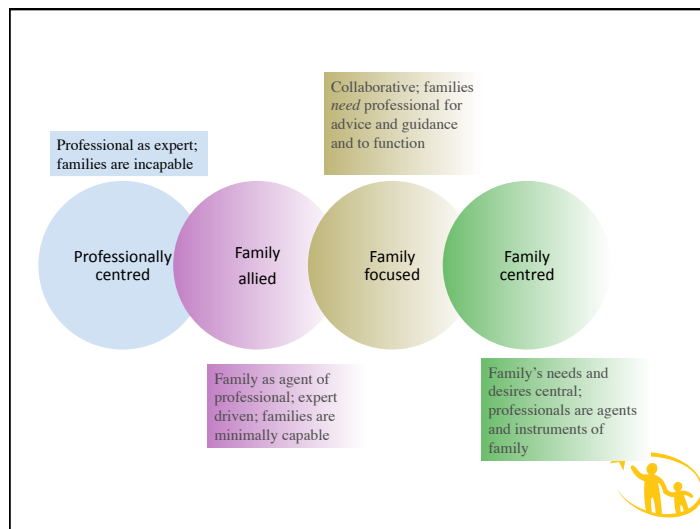 Collaborative; families
need professional for
advice and guidance
and to function
Professional as expert;
families are incapable
Professionally
centred
Family
allied
Family
focused
Family
centred
Family as agent of
professional; expert
driven; families are
minimally capable
Family’s needs and
desires central;
professionals are agents
and instruments of
family